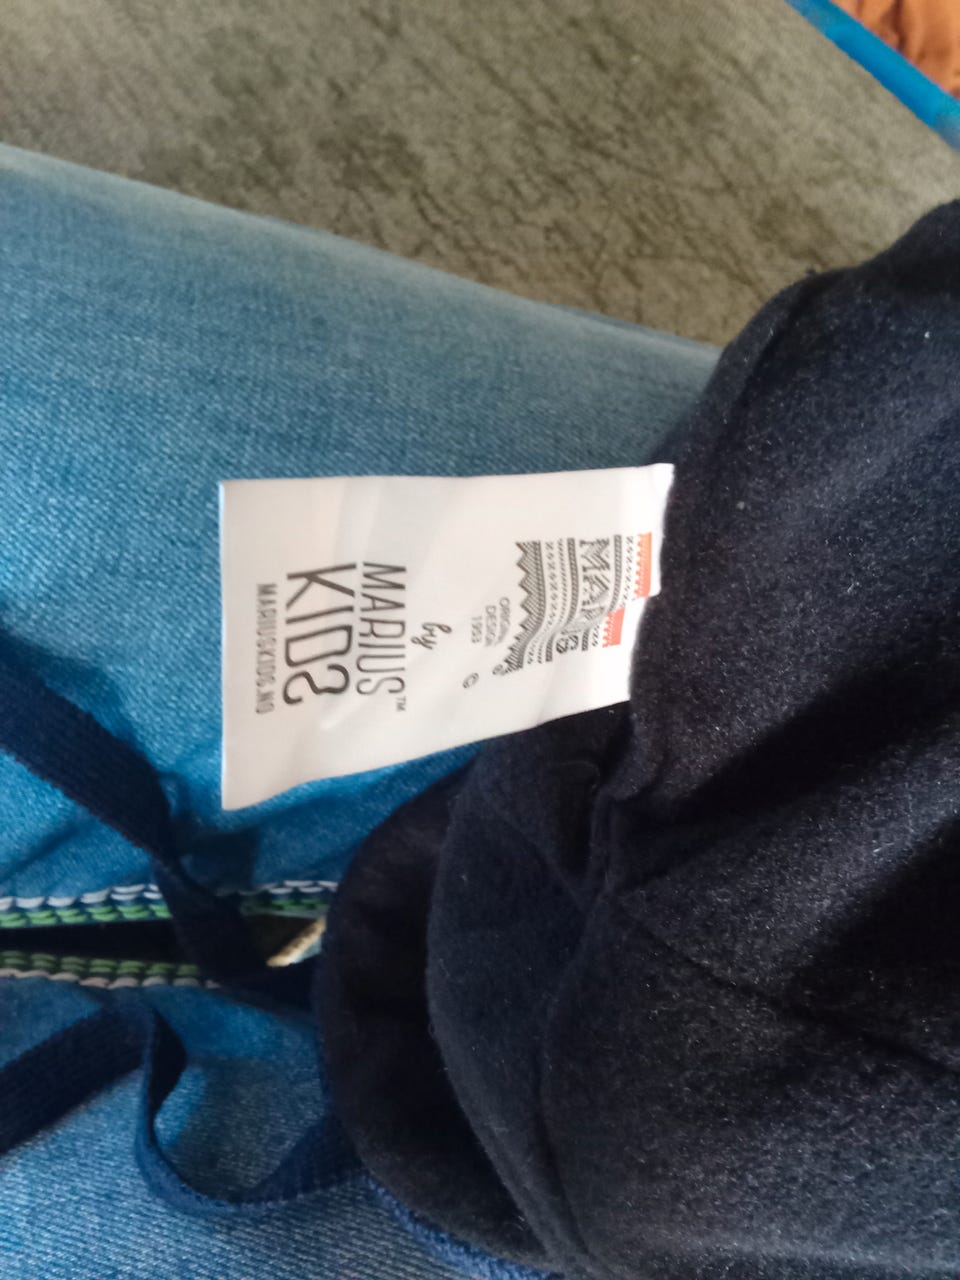 ORIGINAL
DESIGN
1953
by
MARIUS™
KIDS
MARIUSKIDS.NO